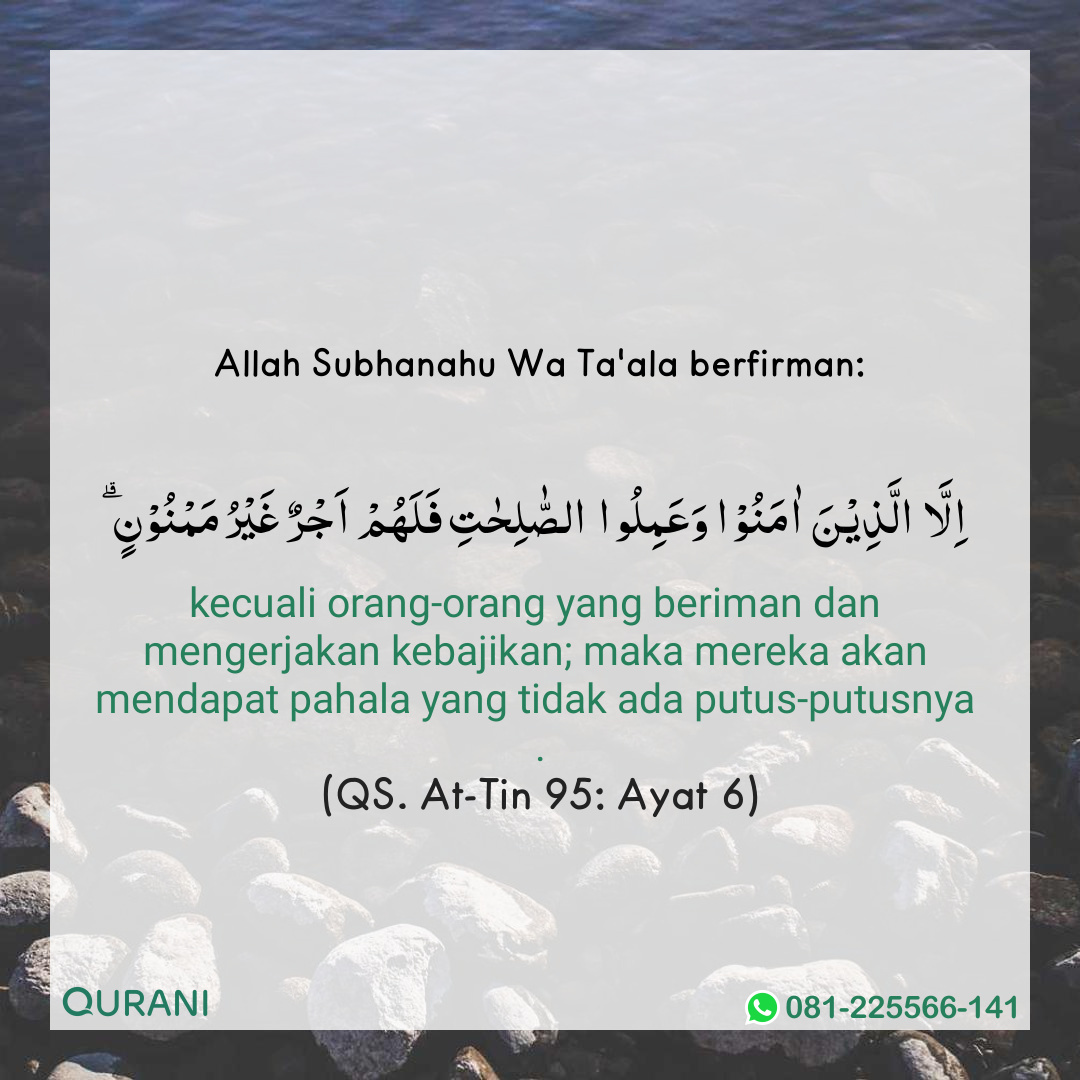 Allah Subhanahu Wa Ta'ala berfirman:
اِلَّا الَّذِيْنَ اٰمَنُوْا وَعَمِلُوا الصّٰلِحٰتِ فَلَهُمْ اَجْرٌ غَيْرُ مَمْنُوْنٍۗ
kecuali orang-orang yang beriman dan
mengerjakan kebajikan; maka mereka akan
mendapat pahala yang tidak ada putus-putusnya
.
(QS. At-Tin 95: Ayat 6)
QURANI
081-225566-141